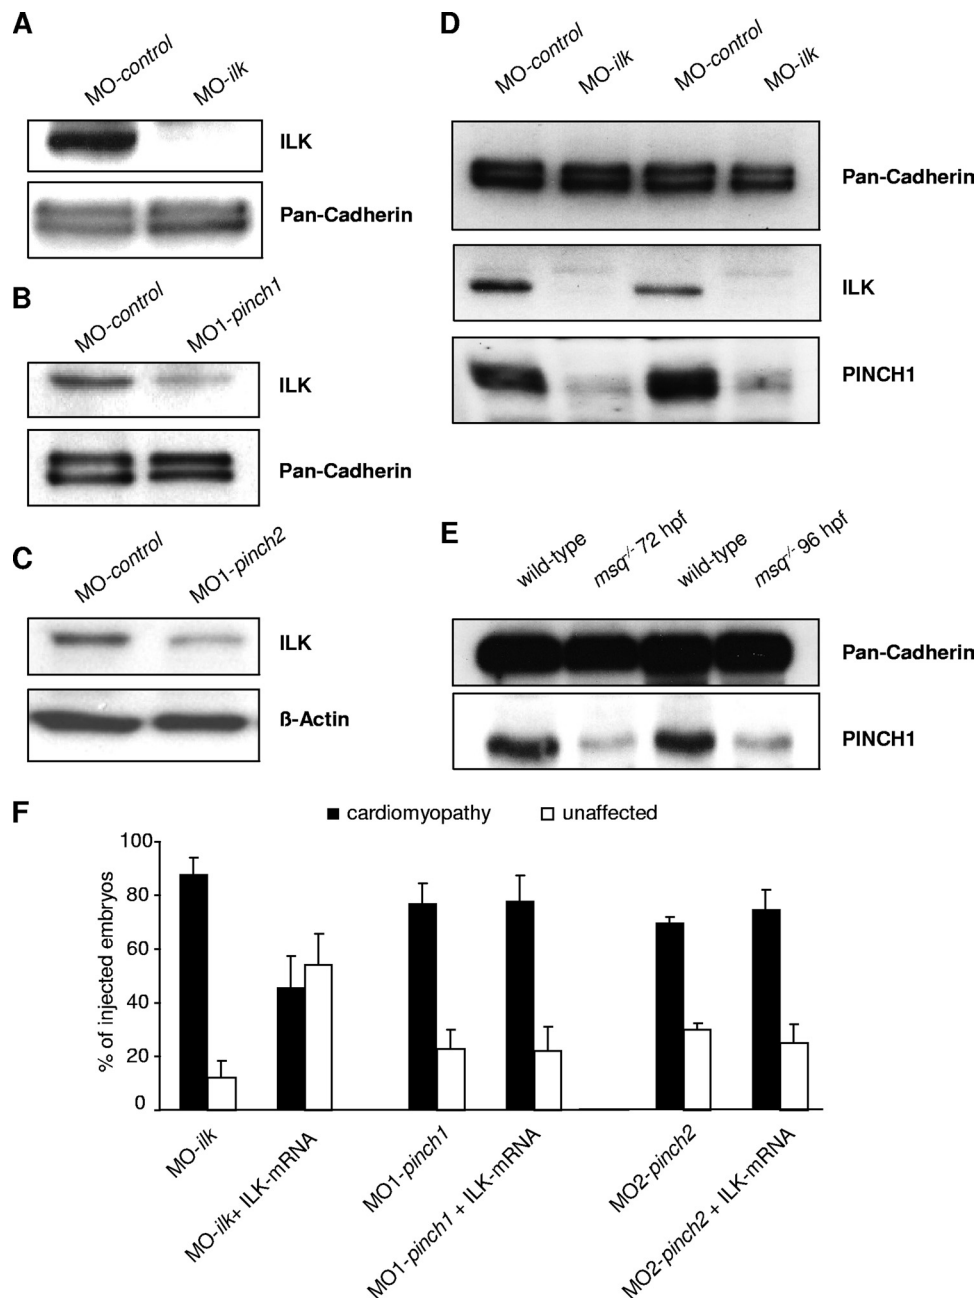 A
MO-control
MO-ilk
ILK
Pan-Cadherin
B
MO-control
MO1-pinch1
ILK
Pan-Cadherin
C
MO-control
MO1-pinch2
ILK
ß-Actin
D
MO-control
MO-ilk
MO-control
MO-ilk
Pan-Cadherin
ILK
PINCH1
E
wild-type
msq-/- 72 hpf
wild-type
msq-/- 96 hpf
Pan-Cadherin
PINCH1
F
cardiomyopathy
unaffected
% of injected embryos
100
80
60
40
20
0
MO-ilk
MO-ilk+ ILK-mRNA
MO1-pinch1
MO1-pinch1 + ILK-mRNA
MO2-pinch2
MO2-pinch2 + ILK-mRNA